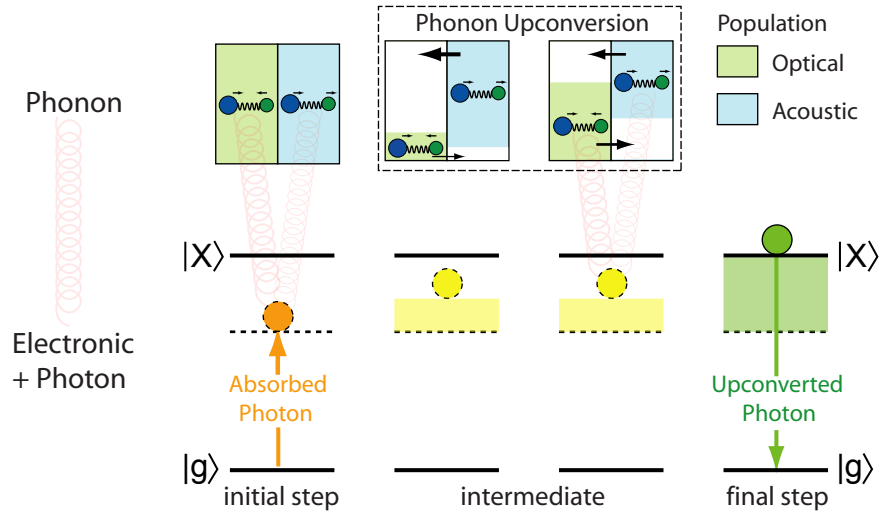 Phonon Upconversion
Population
Optical
Acoustic
Phonon
Electronic
+ Photon
|X⟩
|X⟩
Absorbed
Photon
Upconverted
Photon
|g⟩
|g⟩
initial step
intermediate
final step